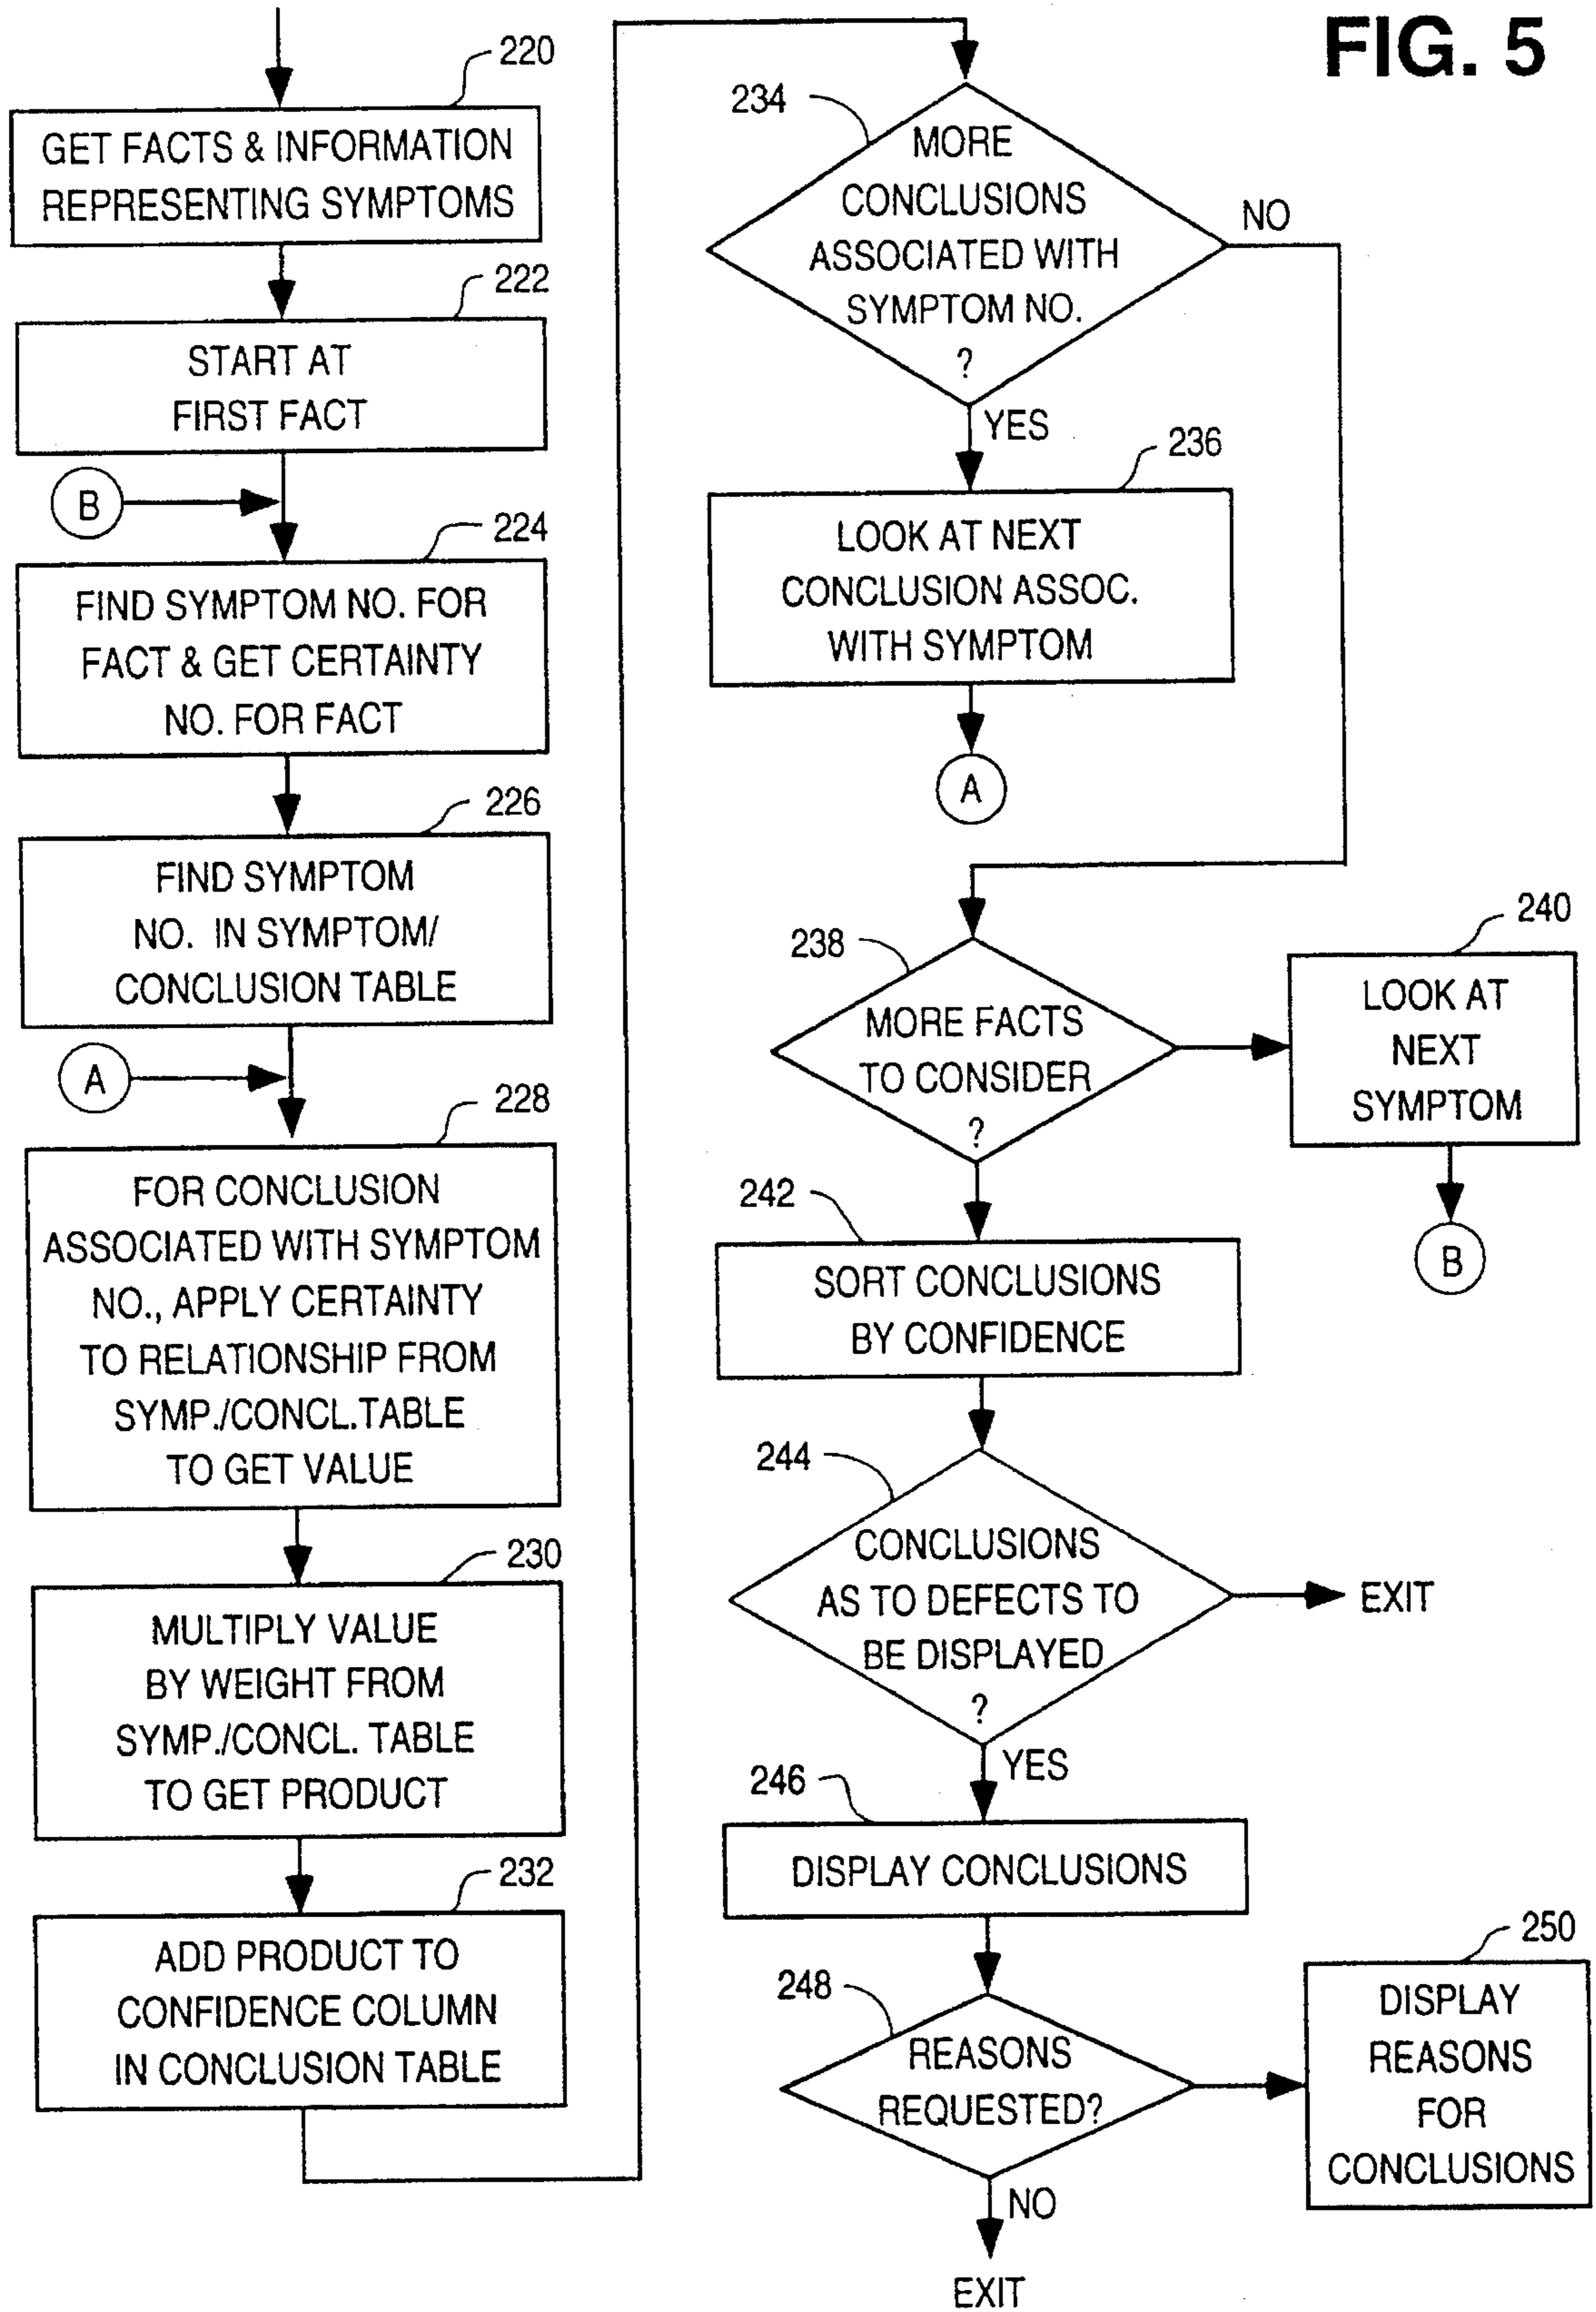 FIG. 5
220
GET FACTS & INFORMATION
REPRESENTING SYMPTOMS
222
START AT
FIRST FACT
B
224
FIND SYMPTOM NO. FOR
FACT & GET CERTAINTY
NO. FOR FACT
226
FIND SYMPTOM
NO. IN SYMPTOM/
CONCLUSION TABLE
A
228
FOR CONCLUSION
ASSOCIATED WITH SYMPTOM
NO., APPLY CERTAINTY
TO RELATIONSHIP FROM
SYMP./CONCL.TABLE
TO GET VALUE
230
MULTIPLY VALUE
BY WEIGHT FROM
SYMP./CONCL. TABLE
TO GET PRODUCT
232
ADD PRODUCT TO
CONFIDENCE COLUMN
IN CONCLUSION TABLE
234
MORE
CONCLUSIONS
ASSOCIATED WITH
SYMPTOM NO.
?
NO
YES
236
LOOK AT NEXT
CONCLUSION ASSOC.
WITH SYMPTOM
A
238
MORE FACTS
TO CONSIDER
?
240
LOOK AT
NEXT
SYMPTOM
B
242
SORT CONCLUSIONS
BY CONFIDENCE
244
CONCLUSIONS
AS TO DEFECTS TO
BE DISPLAYED
?
EXIT
YES
246
DISPLAY CONCLUSIONS
248
REASONS
REQUESTED?
250
DISPLAY
REASONS
FOR
CONCLUSIONS
NO
EXIT